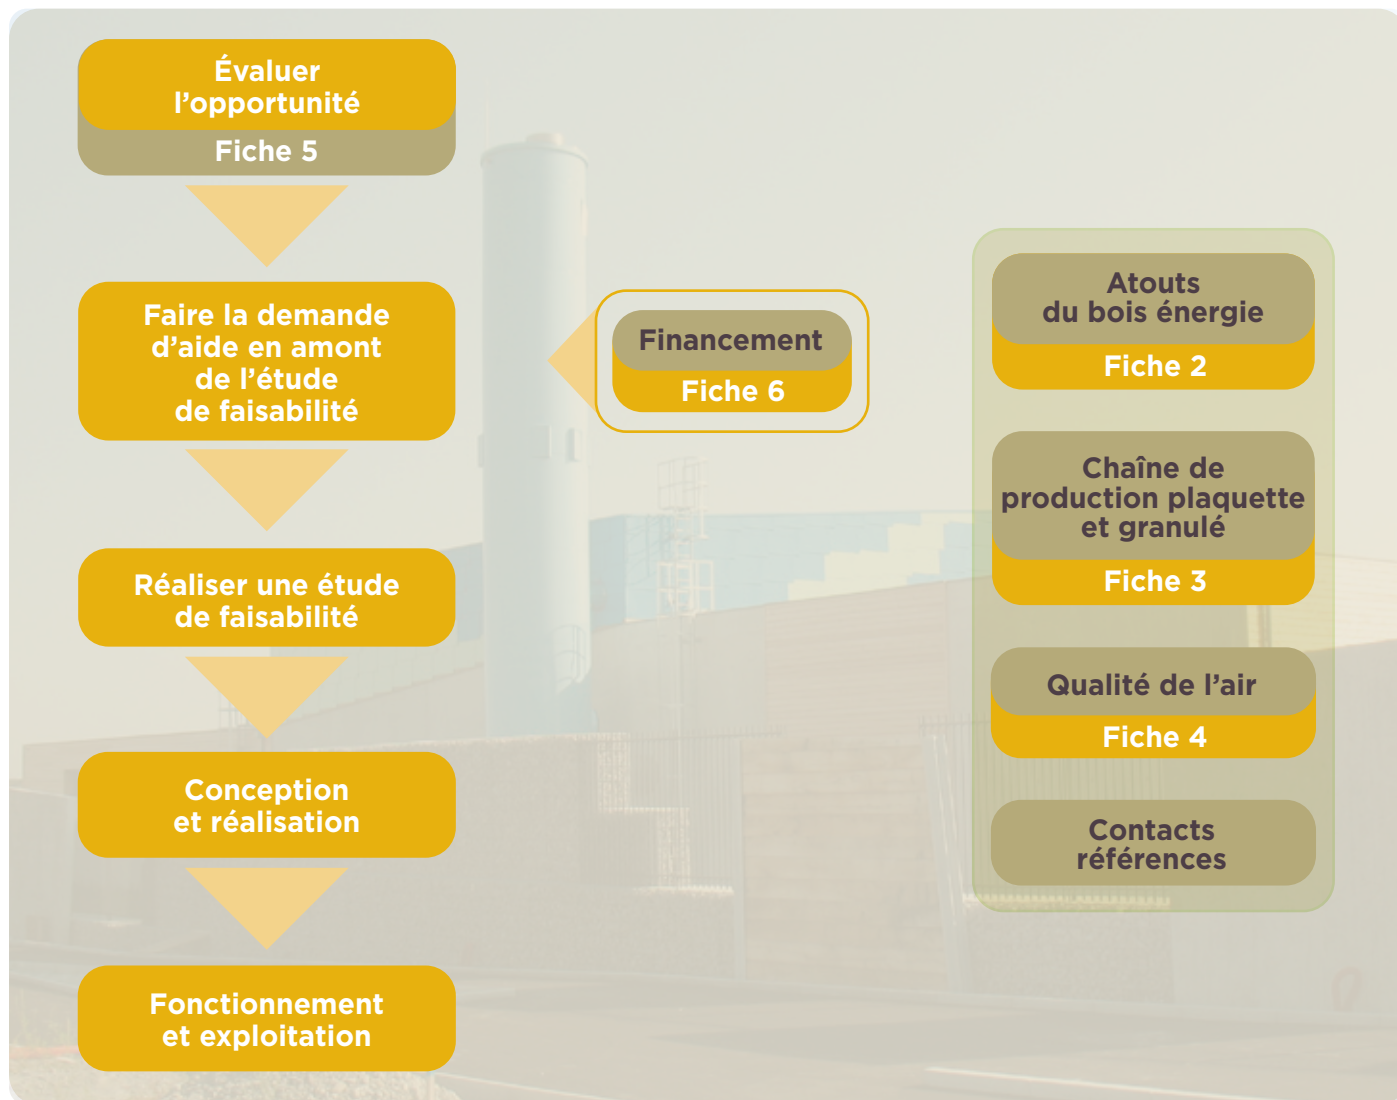 Évaluer
l’opportunité
Fiche 5
Faire la demande
d’aide en amont
de l’étude
de faisabilité
Financement
Fiche 6
Réaliser une étude
de faisabilité
Conception
et réalisation
Fonctionnement
et exploitation
Atouts
du bois énergie
Fiche 2
Chaîne de
production plaquette
et granulé
Fiche 3
Qualité de l’air
Fiche 4
Contacts
références